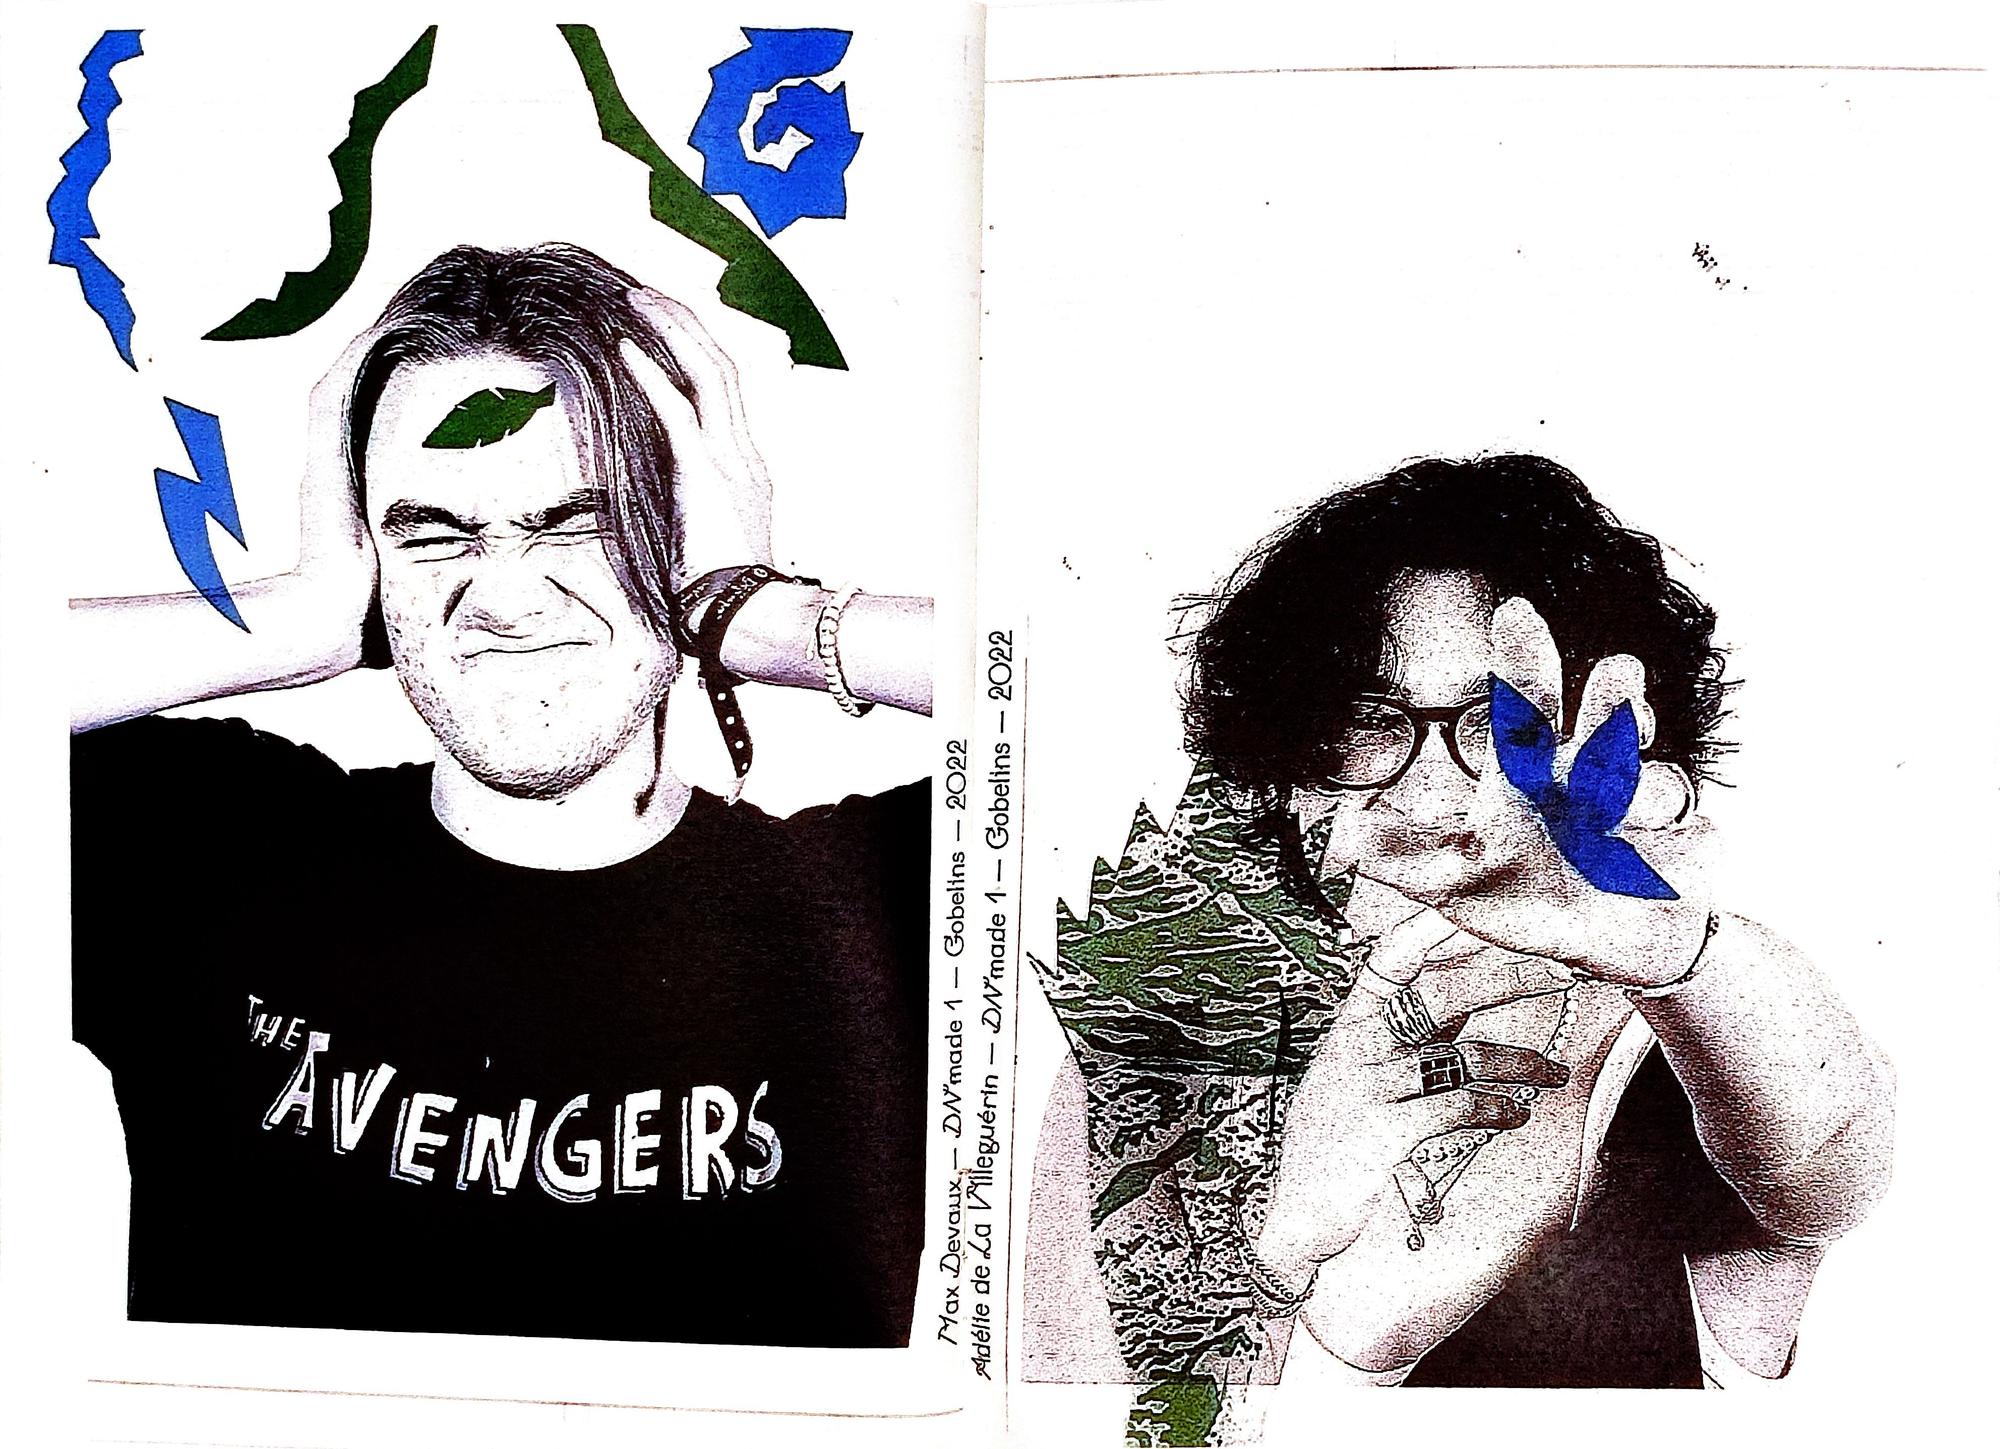 THE
AVENGERS
Max Devaux — DN'made 1 — Gobelins — 2022
Adélie de La Villeguérin — DN'made 1 — Gobelins — 2022